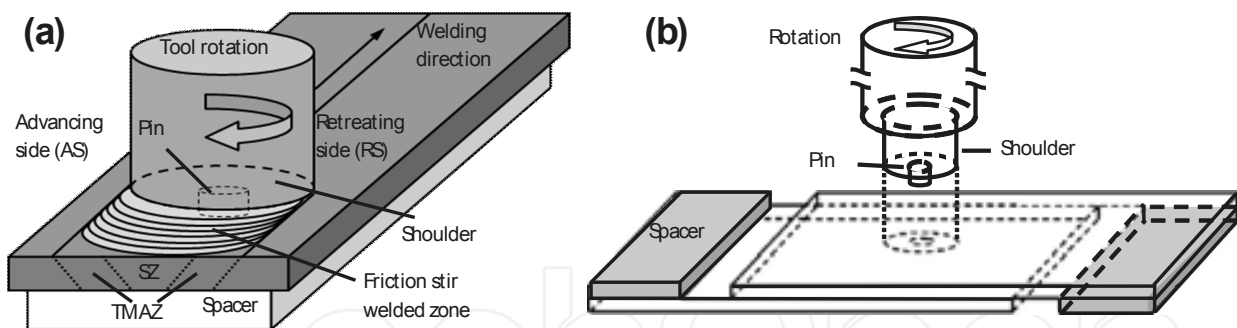 (a)
Tool rotation
Welding
direction
Pin
Advancing
side (AS)
Retreating
side (RS)
Shoulder
SZ
TMAZ
Spacer
Friction stir
welded zone
(b)
Rotation
Shoulder
Pin
Spacer